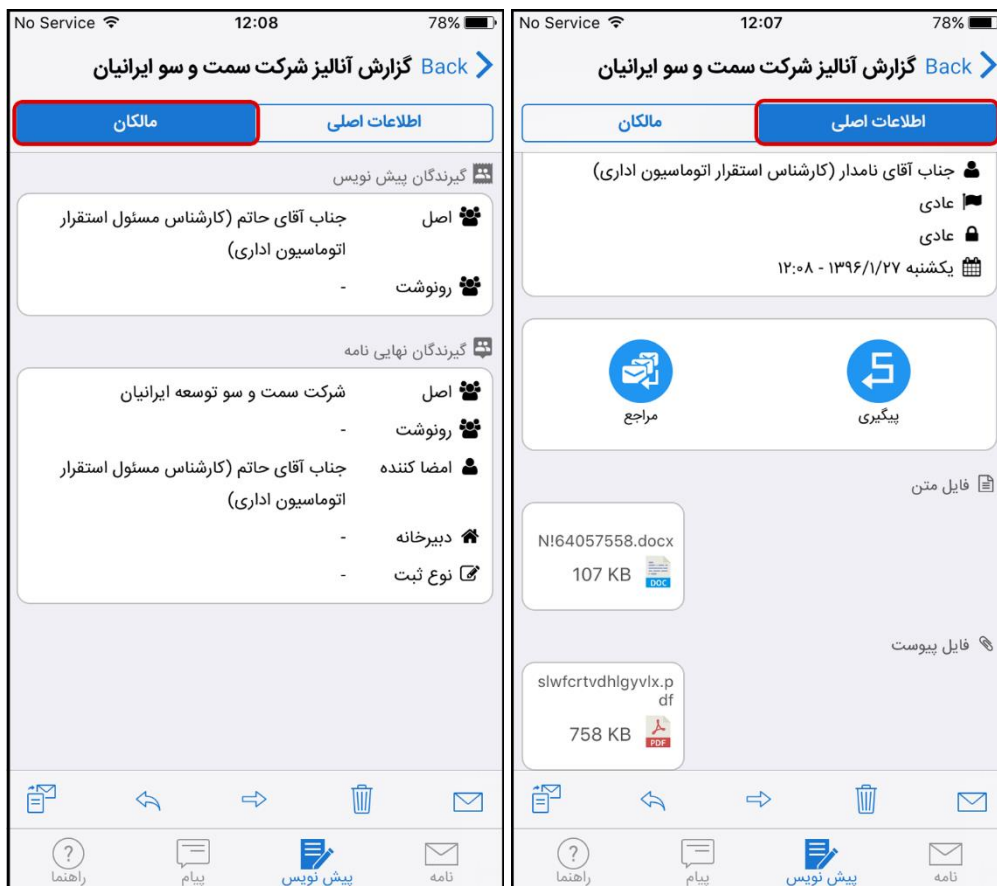 No Service 12:08 78%
Back گزارش آنالیز شرکت سمت و سو ایرانیان
اطلاعات اصلی مالکان
گیرندگان پیش نویس
اصل جناب آقای حاتم (کارشناس مسئول استقرار
اتوماسیون اداری)
رونوشت -
گیرندگان نهایی نامه
اصل شرکت سمت و سو توسعه ایرانیان
رونوشت -
امضا کننده جناب آقای حاتم (کارشناس مسئول استقرار
اتوماسیون اداری)
دبیرخانه -
نوع ثبت -
نامه پیش نویس پیام راهنما
No Service 12:07 78%
Back گزارش آنالیز شرکت سمت و سو ایرانیان
اطلاعات اصلی مالکان
جناب آقای نامدار (کارشناس استقرار اتوماسیون اداری)
عادی
عادی
یکشنبه ۱۳۹۶/۱/۲۷ - ۱۲:۰۸
پیگیری مراجع
فایل متن
N!64057558.docx
107 KB DOC
فایل پیوست
slwfcrtvdhlgyvlx.p
df
758 KB PDF
نامه پیش نویس پیام راهنما